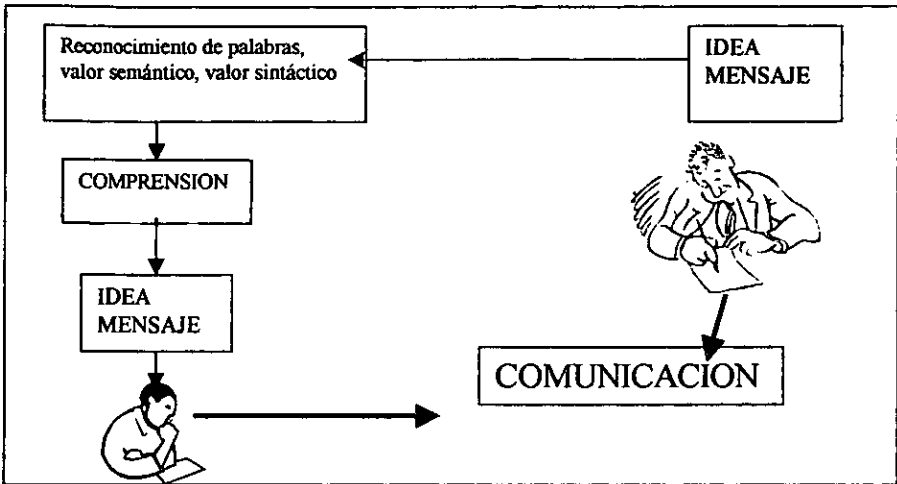 Reconocimiento de palabras,
valor semántico, valor sintáctico
IDEA
MENSAJE
COMPRENSION
IDEA
MENSAJE
COMUNICACION